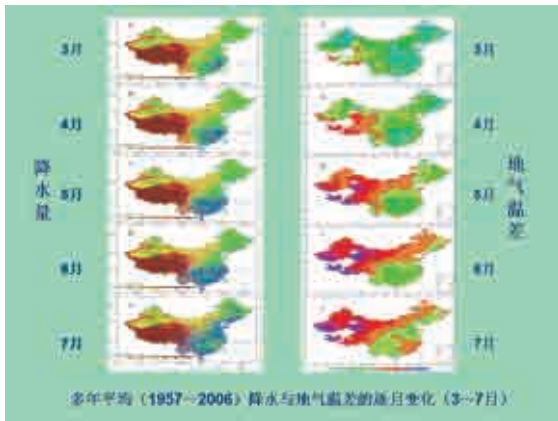 降水量
3月
4月
5月
6月
7月
地气温差
3月
4月
5月
6月
7月
多年平均（1957～2006）降水与地气温差的逐月变化（3～7月）